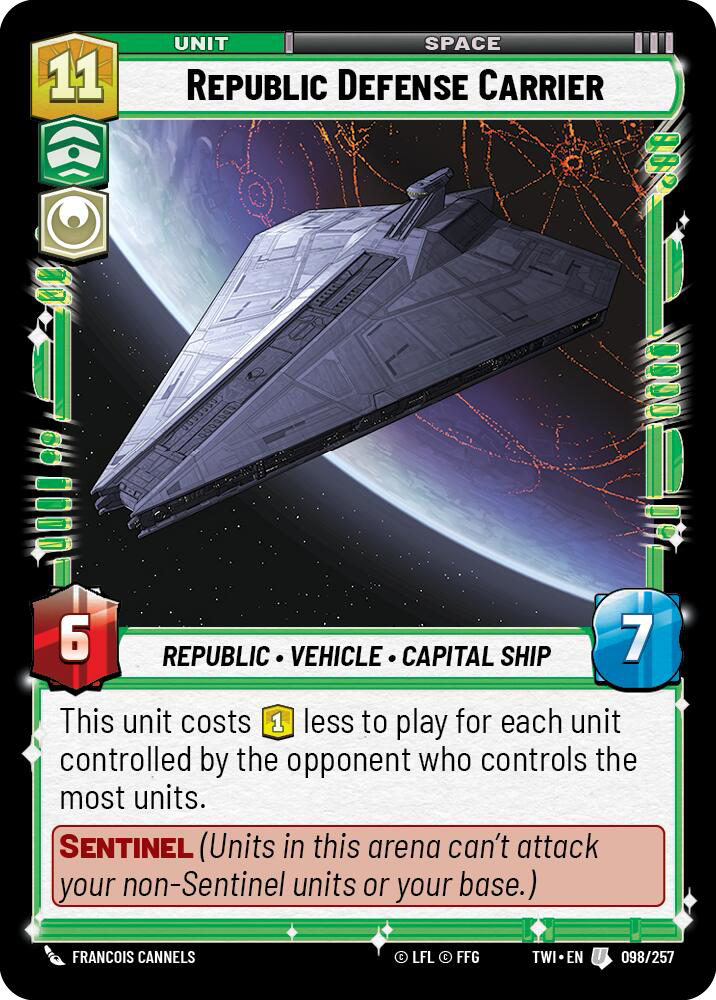 UNIT
SPACE
11
REPUBLIC DEFENSE CARRIER
6
REPUBLIC • VEHICLE • CAPITAL SHIP
7
This unit costs 1 less to play for each unit
controlled by the opponent who controls the
most units.
SENTINEL (Units in this arena can't attack
your non-Sentinel units or your base.)
FRANCOIS CANNELS
© LFL © FFG
TWI • EN U 098/257